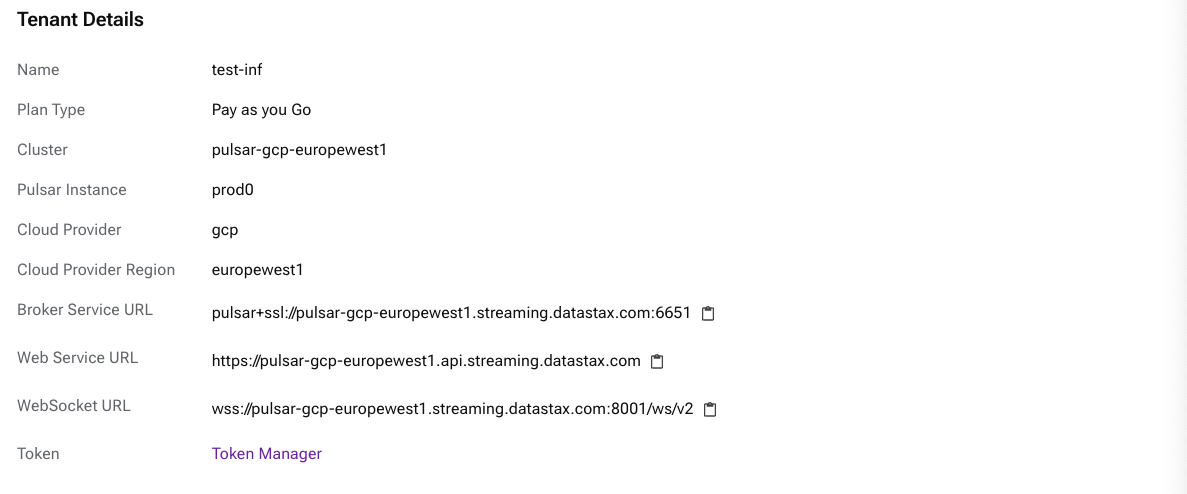 Tenant Details
Name test-inf
Plan Type Pay as you Go
Cluster pulsar-gcp-europewest1
Pulsar Instance prod0
Cloud Provider gcp
Cloud Provider Region europewest1
Broker Service URL pulsar+ssl://pulsar-gcp-europewest1.streaming.datastax.com:6651
Web Service URL https://pulsar-gcp-europewest1.api.streaming.datastax.com
WebSocket URL wss://pulsar-gcp-europewest1.streaming.datastax.com:8001/ws/v2
Token Token Manager